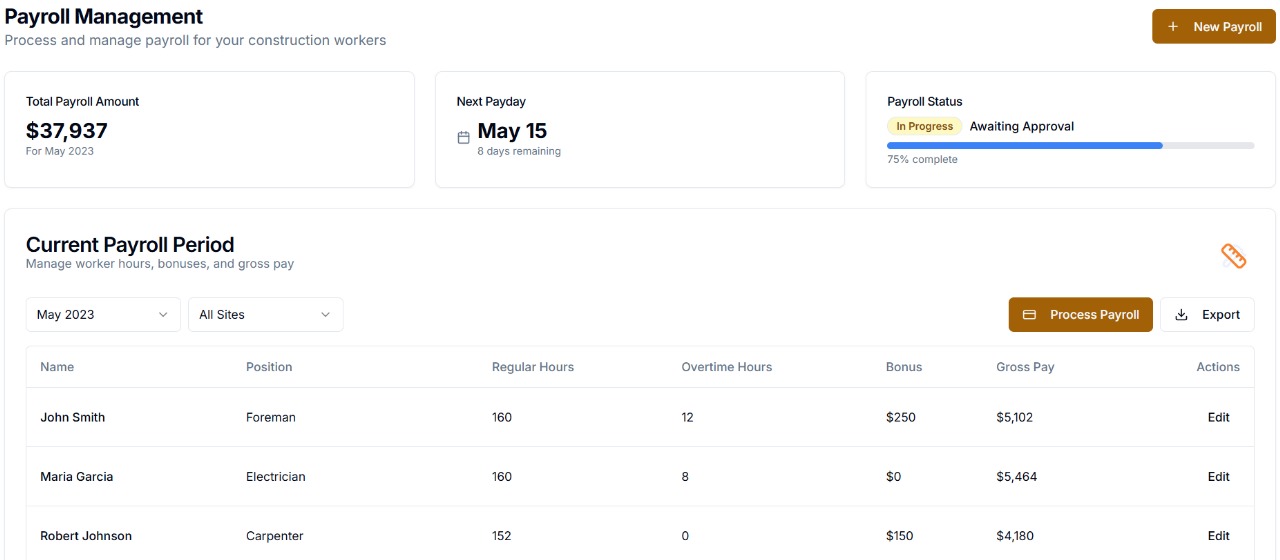 Payroll Management
Process and manage payroll for your construction workers
+ New Payroll
Total Payroll Amount
$37,937
For May 2023
Next Payday
May 15
8 days remaining
Payroll Status
In Progress Awaiting Approval
75% complete
Current Payroll Period
Manage worker hours, bonuses, and gross pay
May 2023 All Sites Process Payroll Export
Name Position Regular Hours Overtime Hours Bonus Gross Pay Actions
John Smith Foreman 160 12 $250 $5,102 Edit
Maria Garcia Electrician 160 8 $0 $5,464 Edit
Robert Johnson Carpenter 152 0 $150 $4,180 Edit